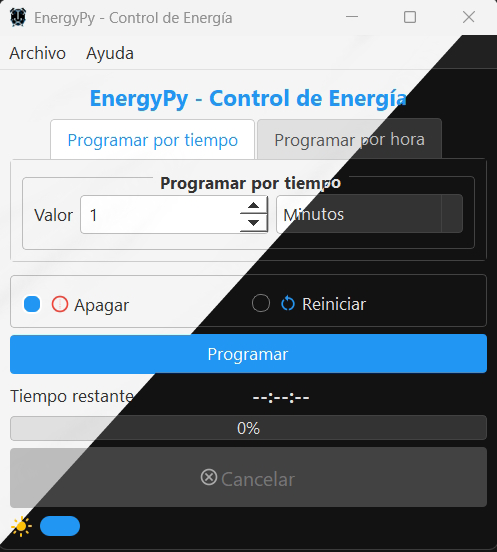 EnergyPy - Control de Energía
Archivo Ayuda
EnergyPy - Control de Energía
Programar por tiempo Programar por hora
Programar por tiempo
Valor 1 Minutos
Apagar Reiniciar
Programar
Tiempo restante --:--:--
0%
Cancelar